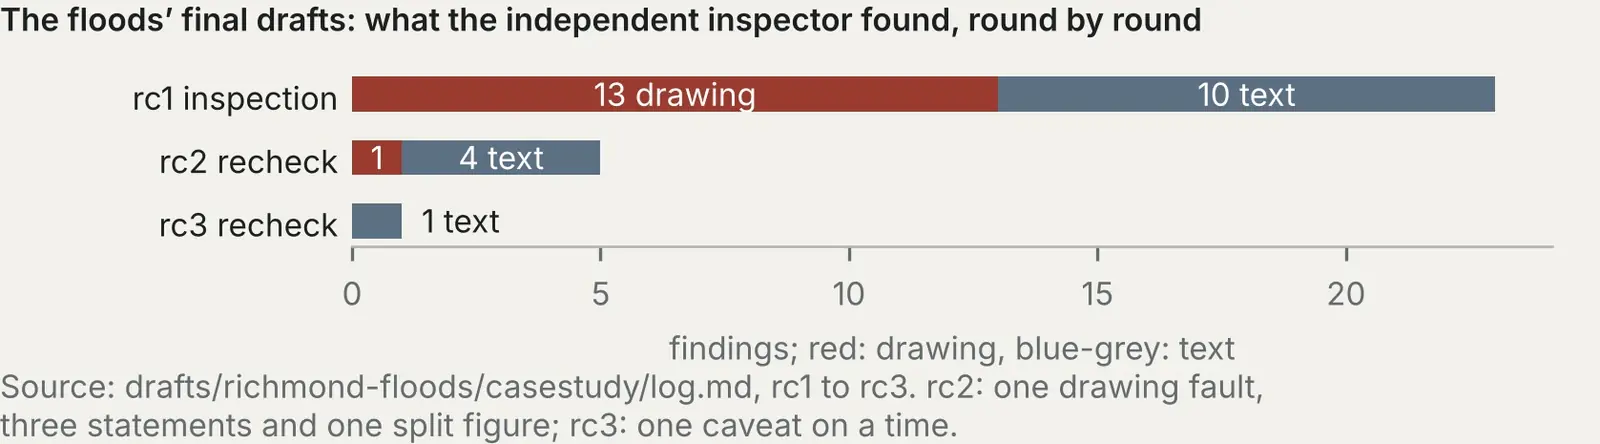 The floods’ final drafts: what the independent inspector found, round by round
rc1 inspection
13 drawing
10 text
rc2 recheck
1
4 text
rc3 recheck
1 text
0
5
10
15
20
findings; red: drawing, blue-grey: text
Source: drafts/richmond-floods/casestudy/log.md, rc1 to rc3. rc2: one drawing fault,
three statements and one split figure; rc3: one caveat on a time.